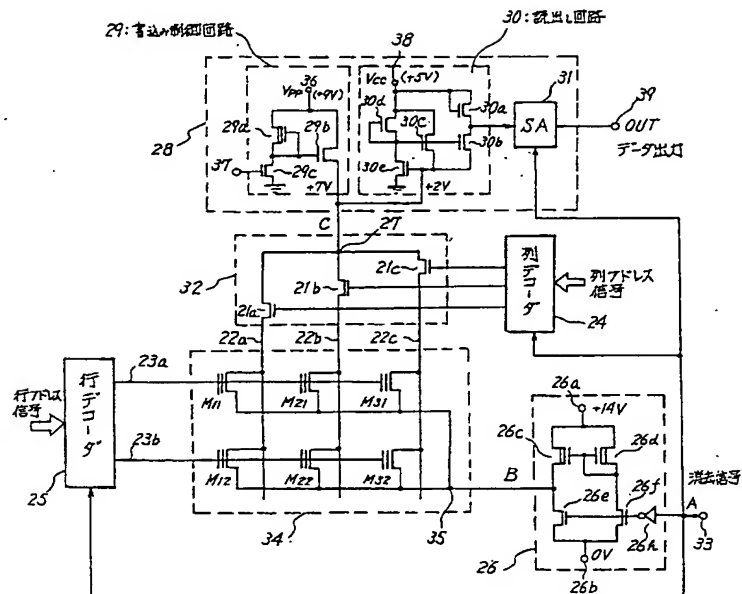 29:書込み制御回路
30:読出し回路
36
VPP (+9V)
38
Vcc (+5V)
31
39
29a
29b
29c
37
30d
30c
30a
30b
30e
SA
OUT
データ出力
28
+7V
+2V
C
27
32
21c
21b
21a
22a
22b
22c
列デコーダ
列アドレス信号
24
行アドレス信号
行デコーダ
25
23a
23b
M11
M21
M31
M12
M22
M32
34
35
B
26a
+14V
26c
26d
26e
26f
26h
消去信号
A
33
0V
26
26b